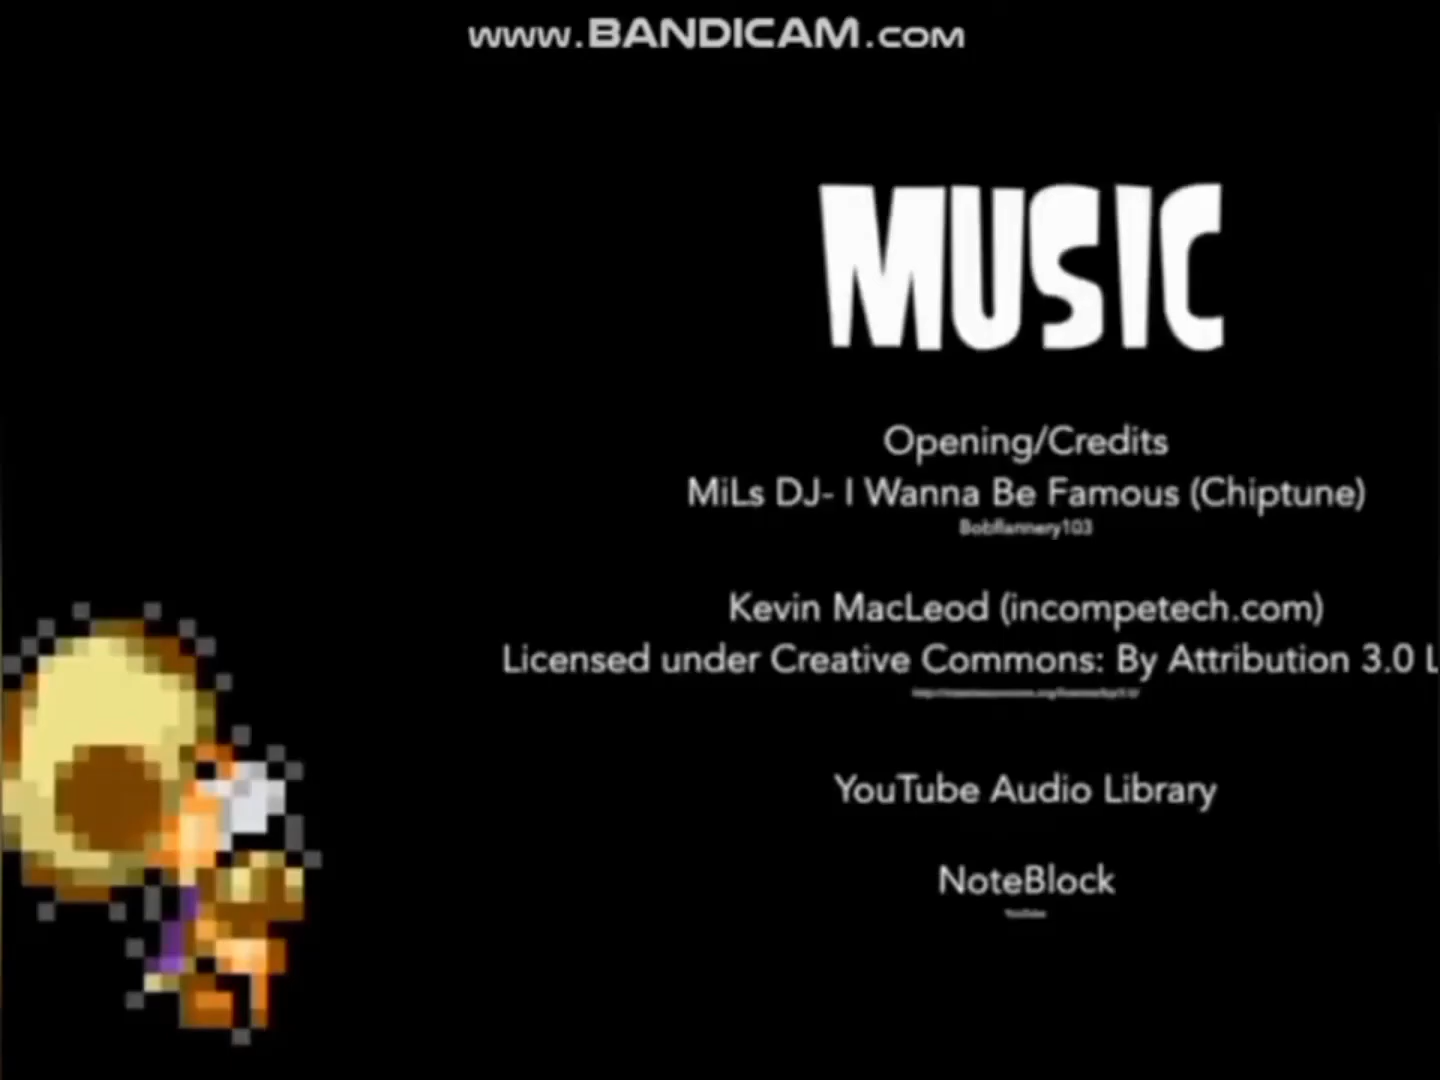 www.BANDICAM.COM
MUSIC
Opening/Credits
MiLs DJ- I Wanna Be Famous (Chiptune)
Bobflannery103
Kevin MacLeod (incompetech.com)
Licensed under Creative Commons: By Attribution 3.0 L
YouTube Audio Library
NoteBlock
YouTube